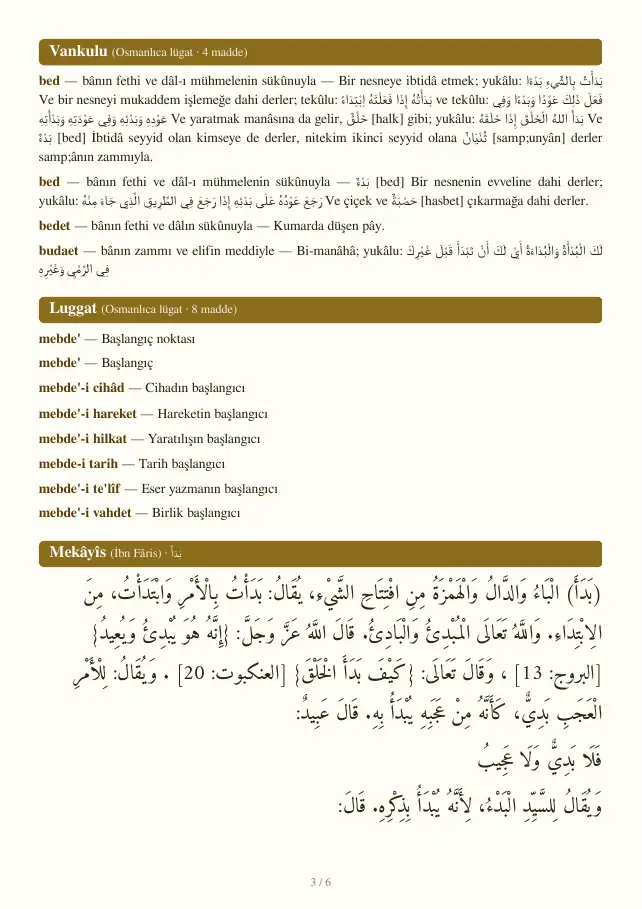 Vankulu (Osmanlıca lügat · 4 madde)
bed — bânın fethi ve dâl-ı mühmelenin sükûnuyla — Bir nesneye ibtidâ etmek; yukâlu: بَدَأْتُ بِالشَّيْءِ بَدْءًا
Ve bir nesneyi mukaddem işlemeğe dahi derler; tekûlu: بَدَأْتُهُ إِذَا فَعَلْتَهُ اِبْتِدَاءً ve tekûlu: فَعَلَ ذَلِكَ عَوْدًا وَبَدْءًا وَفِي
عَوْدِهِ وَبَدْئِهِ وَفِي عَوْدَتِهِ وَبَدْأَتِهِ Ve yaratmak manâsına da gelir, خَلْقٌ [halk] gibi; yukâlu: بَدَأَ اللهُ الْخَلْقَ إِذَا خَلَقَهُ Ve
بَدْءٌ [bed] İbtidâ seyyid olan kimseye de derler, nitekim ikinci seyyid olana ثُنْيَانٌ [samp;unyân] derler
samp;ânın zammıyla.
bed — bânın fethi ve dâl-ı mühmelenin sükûnuyla — بَدْءٌ [bed] Bir nesnenin evveline dahi derler;
yukâlu: رَجَعَ عَوْدُهُ عَلَى بَدْئِهِ إِذَا رَجَعَ فِي الطَّرِيقِ الَّذِي جَاءَ مِنْهُ Ve çiçek ve حَصْبَةٌ [hasbet] çıkarmağa dahi derler.
bedet — bânın fethi ve dâlın sükûnuyla — Kumarda düşen pây.
budaet — bânın zammı ve elifin meddiyle — Bi-manâhâ; yukâlu: لَكَ الْبُدْأَةُ وَالْبُدَاءَةُ أَيْ لَكَ أَنْ تَبْدَأَ قَبْلَ غَيْرِكَ
فِي الرَّمْيِ وَغَيْرِهِ
Luggat (Osmanlıca lügat · 8 madde)
mebde' — Başlangıç noktası
mebde' — Başlangıç
mebde'-i cihâd — Cihadın başlangıcı
mebde'-i hareket — Hareketin başlangıcı
mebde'-i hilkat — Yaratılışın başlangıcı
mebde-i tarih — Tarih başlangıcı
mebde'-i te'lîf — Eser yazmanın başlangıcı
mebde'-i vahdet — Birlik başlangıcı
Mekâyîs (İbn Fâris) · بَدَأَ
(بَدَأَ) الْبَاءُ وَالدَّالُ وَالْهَمْزَةُ مِنِ افْتِتَاحِ الشَّيْءِ، يُقَالُ: بَدَأْتُ بِالْأَمْرِ وَابْتَدَأْتُ، مِنَ
الِابْتِدَاءِ. وَاللَّهُ تَعَالَى الْمُبْدِئُ وَالْبَادِئُ. قَالَ اللَّهُ عَزَّ وَجَلَّ: {إِنَّهُ هُوَ يُبْدِئُ وَيُعِيدُ}
[البروج: 13] ، وَقَالَ تَعَالَى: {كَيْفَ بَدَأَ الْخَلْقَ} [العنكبوت: 20] . وَيُقَالُ: لِلْأَمْرِ
الْعَجَبِ بَدِيٌّ، كَأَنَّهُ مِنْ عَجَبِهِ يُبْدَأُ بِهِ. قَالَ عَبِيدٌ:
فَلَا بَدِيٌّ وَلَا عَجِيبُ
وَيُقَالُ لِلسَّيِّدِ الْبَدْءُ، لِأَنَّهُ يُبْدَأُ بِذِكْرِهِ. قَالَ:
3 / 6